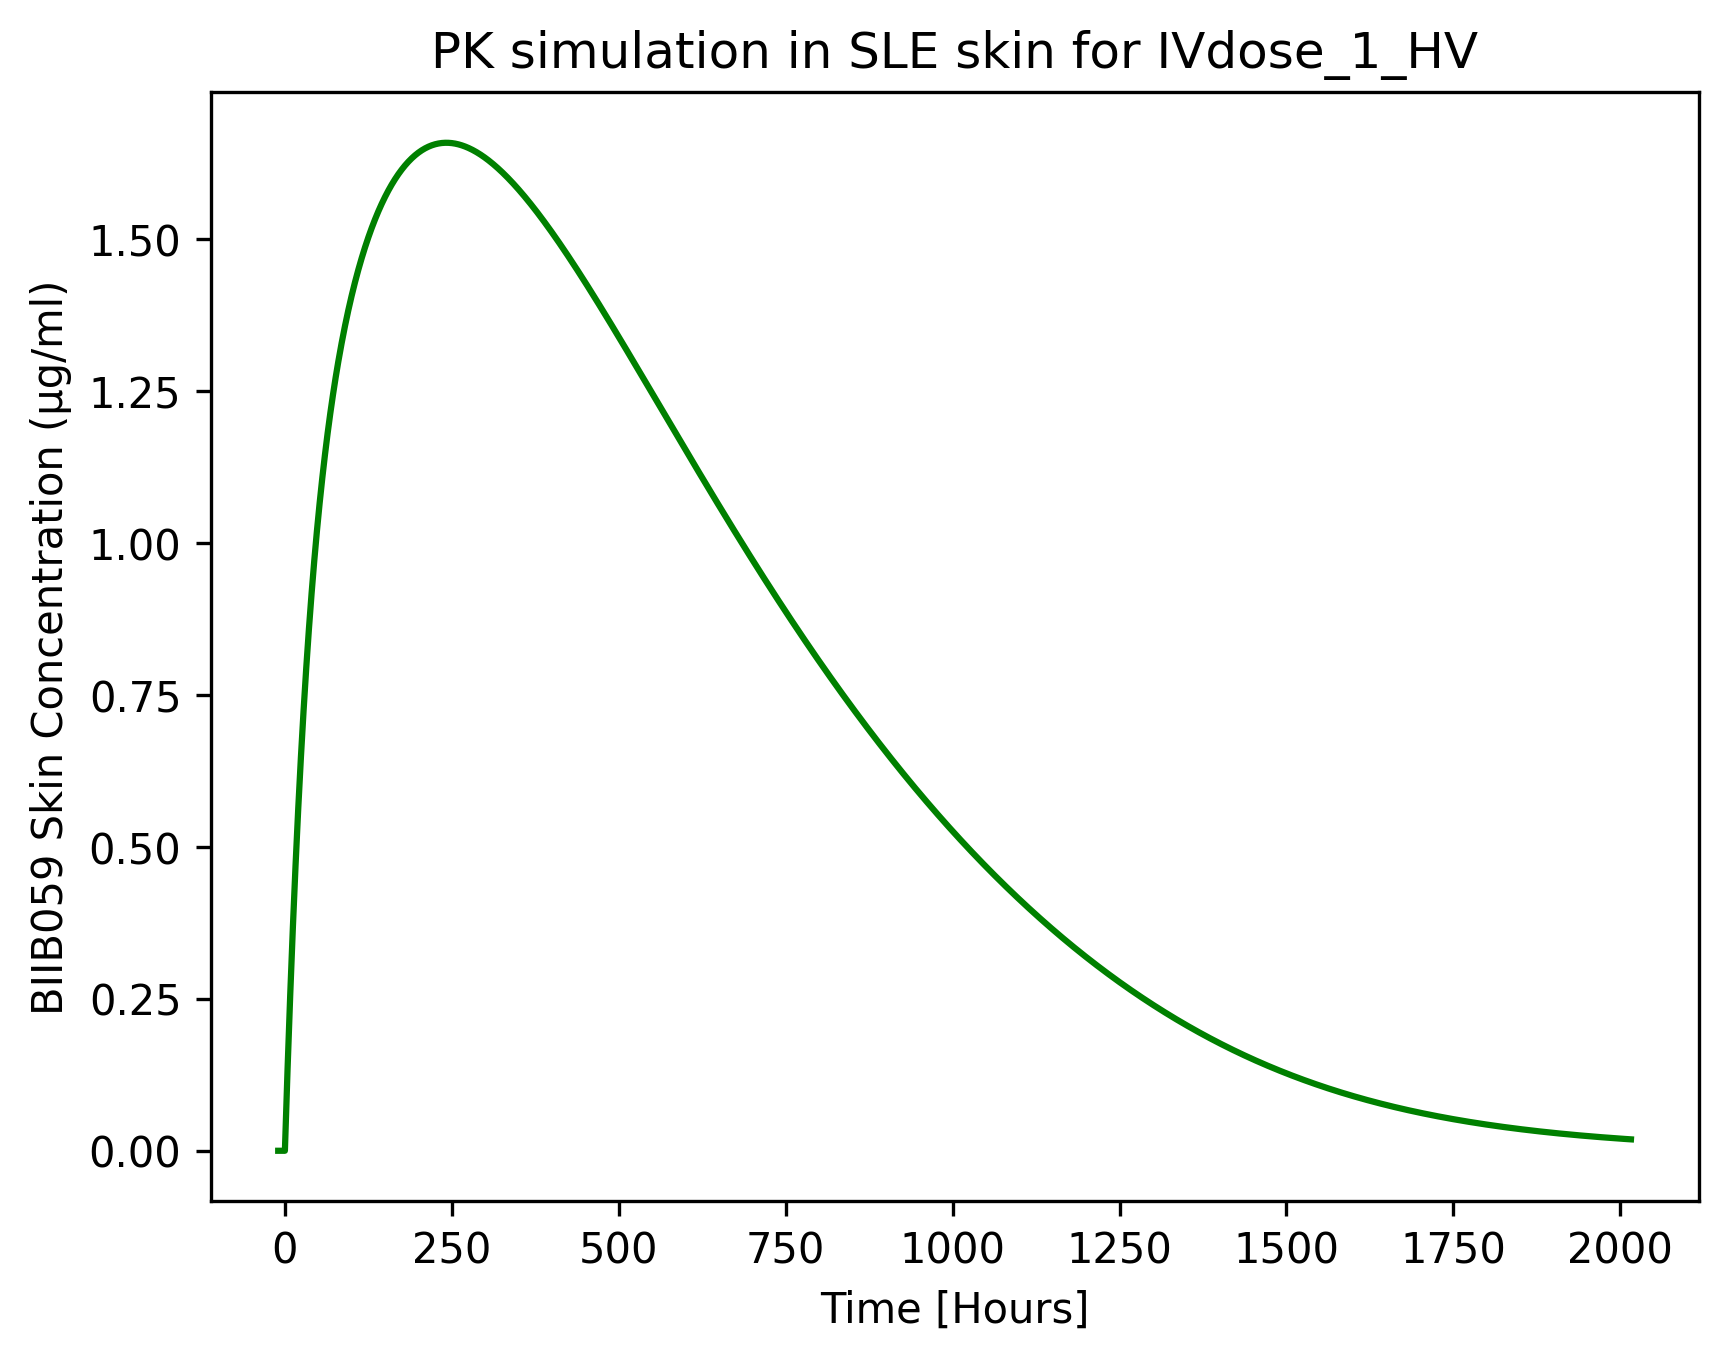 PK simulation in SLE skin for IVdose_1_HV
BIIB059 Skin Concentration (µg/ml)
1.50
1.25
1.00
0.75
0.50
0.25
0.00
0 250 500 750 1000 1250 1500 1750 2000
Time [Hours]